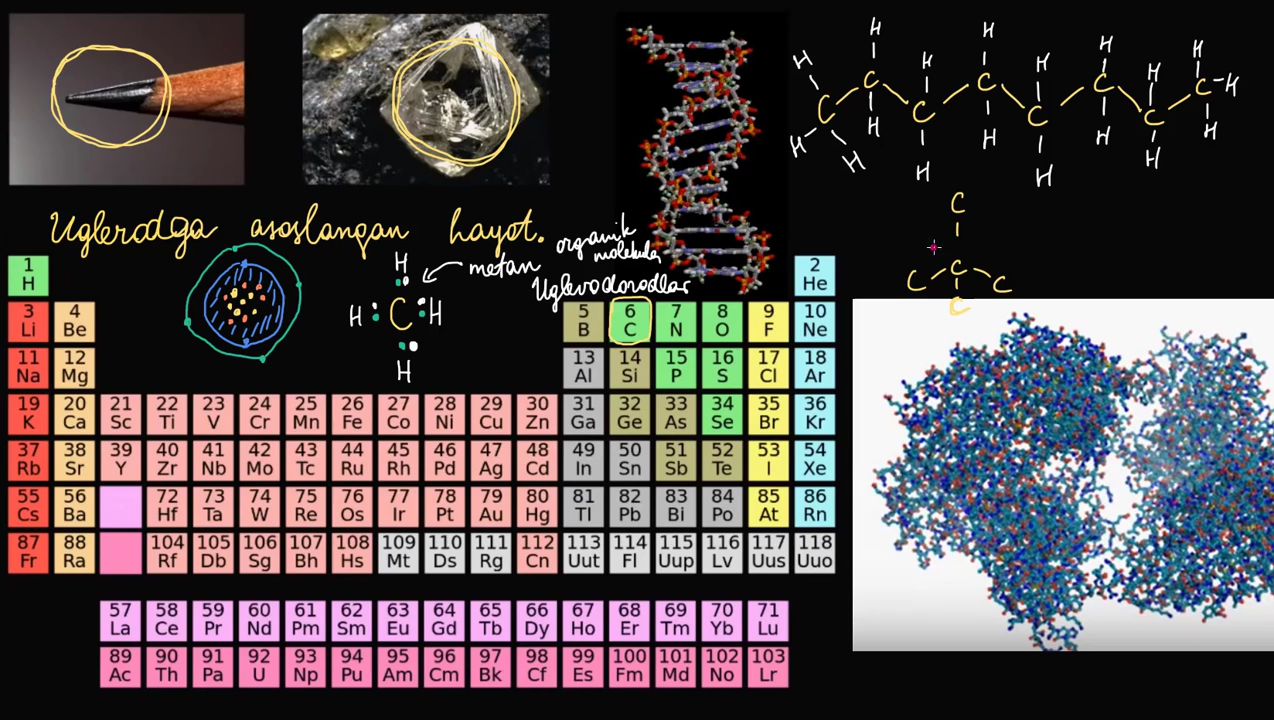 H H H H H H H H
C C C C C C C C H
H H H H H H H H H
C
Uglerodga asoslangan hayot.
organik
molekular
metan
Uglevodorodlar
C C C
C
H
H C H
H
1 2
H He
3 4 5 6 7 8 9 10
Li Be B C N O F Ne
11 12 13 14 15 16 17 18
Na Mg Al Si P S Cl Ar
19 20 21 22 23 24 25 26 27 28 29 30 31 32 33 34 35 36
K Ca Sc Ti V Cr Mn Fe Co Ni Cu Zn Ga Ge As Se Br Kr
37 38 39 40 41 42 43 44 45 46 47 48 49 50 51 52 53 54
Rb Sr Y Zr Nb Mo Tc Ru Rh Pd Ag Cd In Sn Sb Te I Xe
55 56 72 73 74 75 76 77 78 79 80 81 82 83 84 85 86
Cs Ba Hf Ta W Re Os Ir Pt Au Hg Tl Pb Bi Po At Rn
87 88 104 105 106 107 108 109 110 111 112 113 114 115 116 117 118
Fr Ra Rf Db Sg Bh Hs Mt Ds Rg Cn Uut Fl Uup Lv Uus Uuo
57 58 59 60 61 62 63 64 65 66 67 68 69 70 71
La Ce Pr Nd Pm Sm Eu Gd Tb Dy Ho Er Tm Yb Lu
89 90 91 92 93 94 95 96 97 98 99 100 101 102 103
Ac Th Pa U Np Pu Am Cm Bk Cf Es Fm Md No Lr